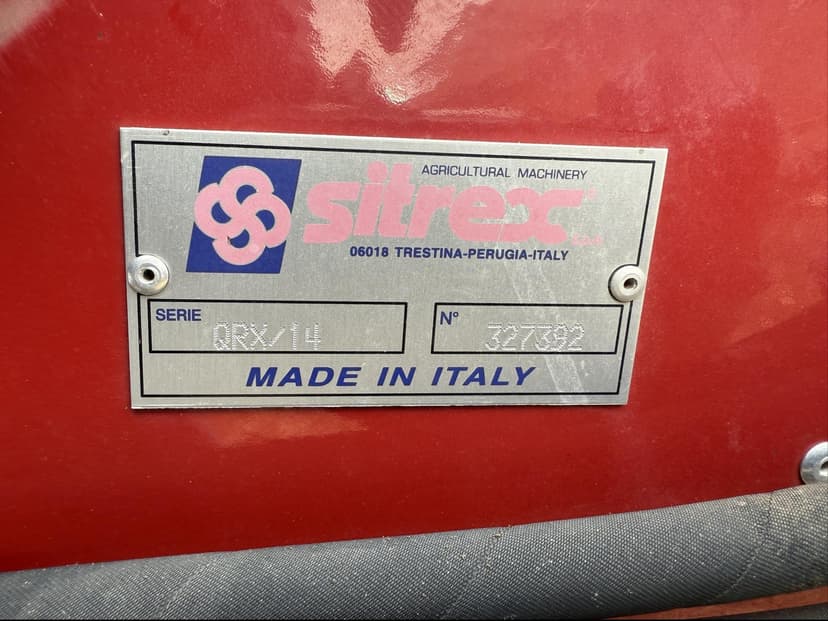 AGRICULTURAL MACHINERY
sitrex
06018 TRESTINA-PERUGIA-ITALY
SERIE QRX/14
N° 327392
MADE IN ITALY